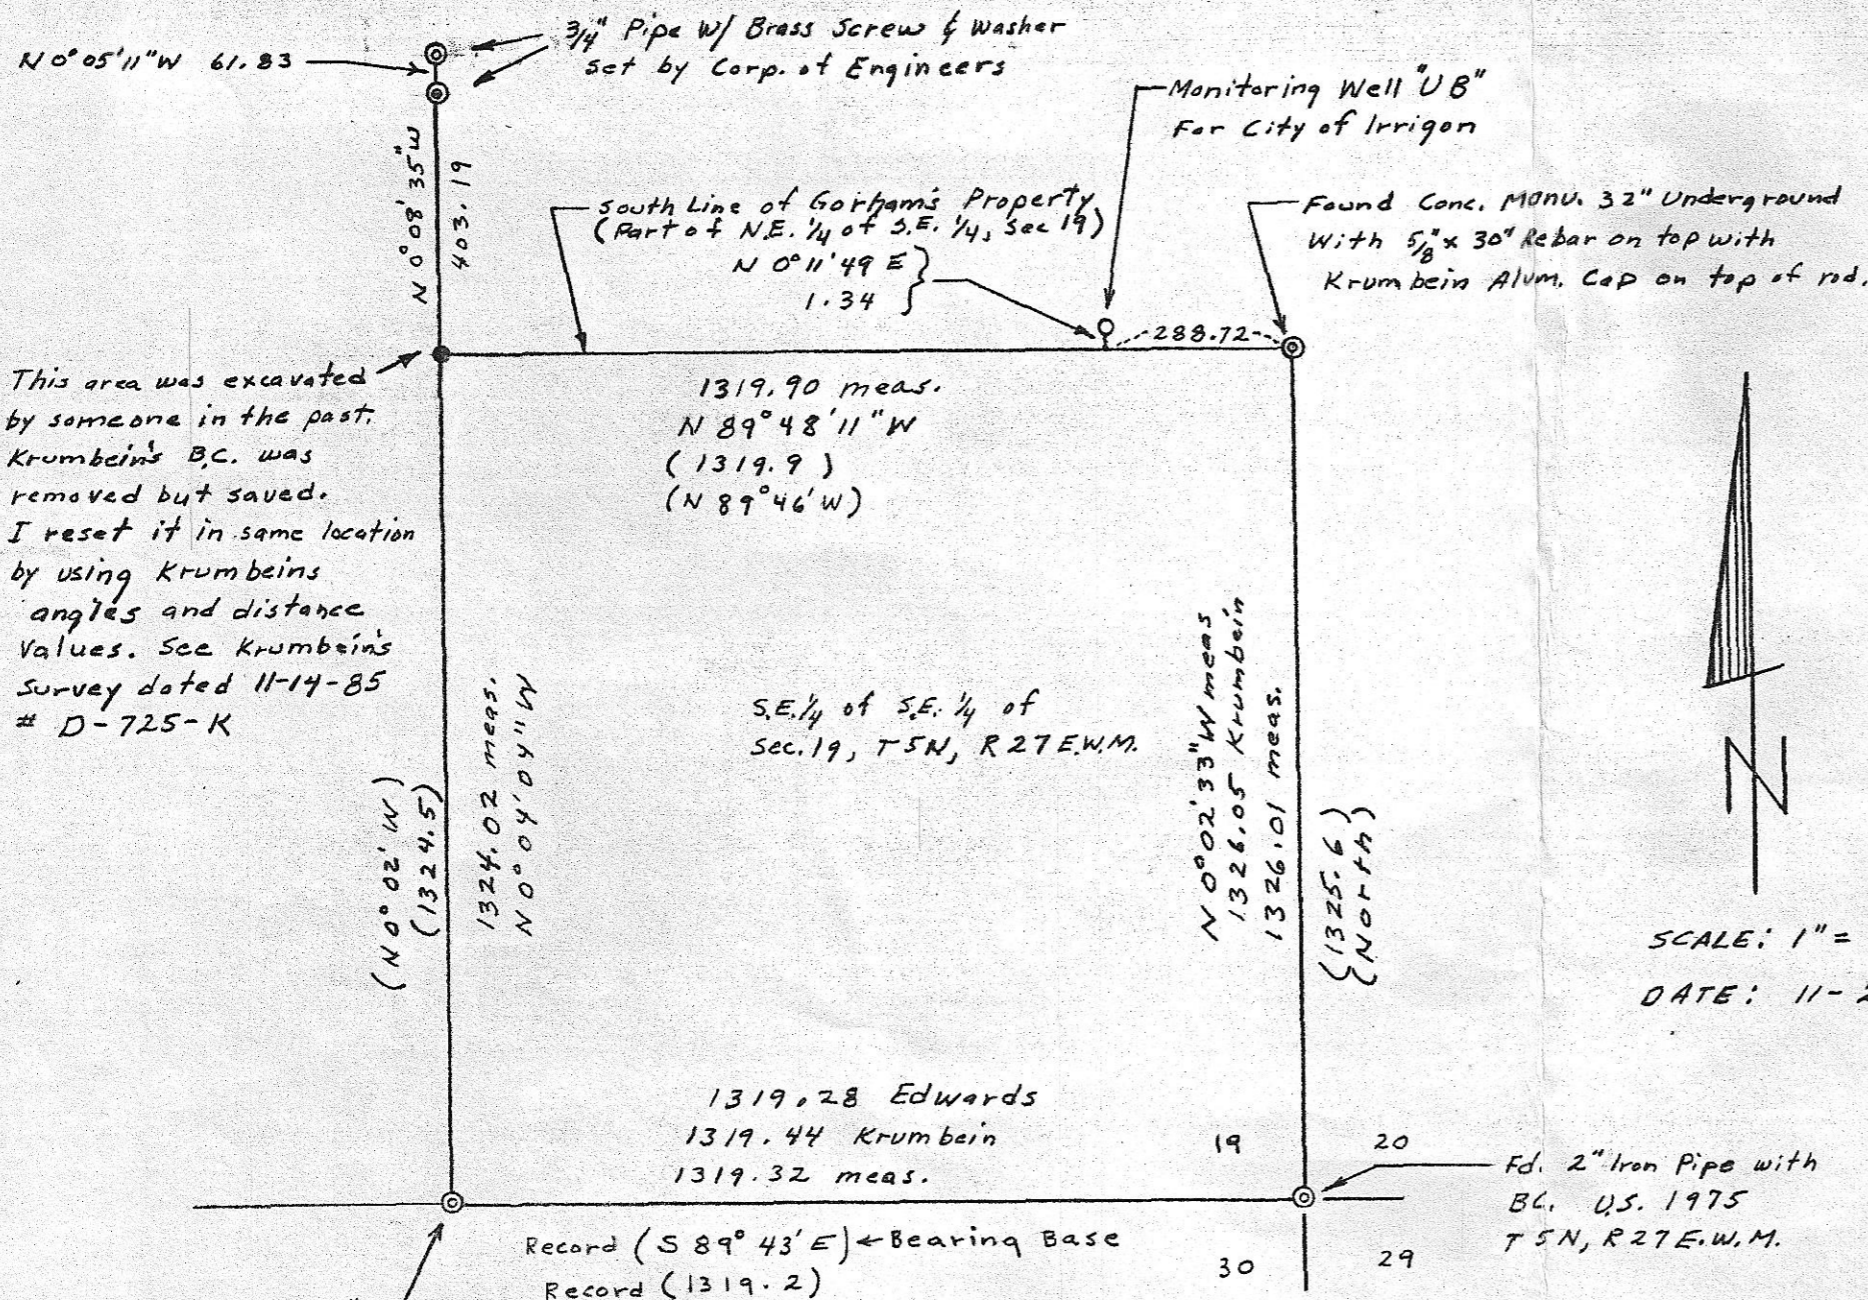 N 0° 05' 11" W 61.83
3/4" Pipe W/ Brass Screw & Washer
set by Corp. of Engineers
Monitoring Well "UB"
For City of Irrigon
N 0° 08' 35" W
403.19
South Line of Gorham's Property
(Part of N.E. 1/4 of S.E. 1/4, Sec 19)
N 0° 11' 49 E
1.34
288.72
Found Conc. Monu. 32" Underground
With 5/8" x 30" Rebar on top with
Krumbein Alum. Cap on top of rod.
This area was excavated
by someone in the past.
Krumbein's B.C. was
removed but saved.
I reset it in same location
by using Krumbeins
angles and distance
Values. See Krumbein's
Survey dated 11-14-85
# D-725-K
1319.90 meas.
N 89° 48' 11" W
(1319.9)
(N 89° 46' W)
S.E. 1/4 of S.E. 1/4 of
Sec. 19, T 5N, R 27 E.W.M.
(N 0° 02' W)
(1324.5)
1324.02 meas.
N 0° 04' 04" W
N 0° 02' 33" W meas
1326.05 Krumbein
1326.01 meas.
(1325.6)
(North)
N
SCALE: 1" =
DATE: 11-2
1319.28 Edwards
1319.44 Krumbein
1319.32 meas.
19
20
Fd. 2" Iron Pipe with
BC. U.S. 1975
T 5N, R 27 E.W.M.
Record (S 89° 43' E) ← Bearing Base
Record (1319.2)
30
29